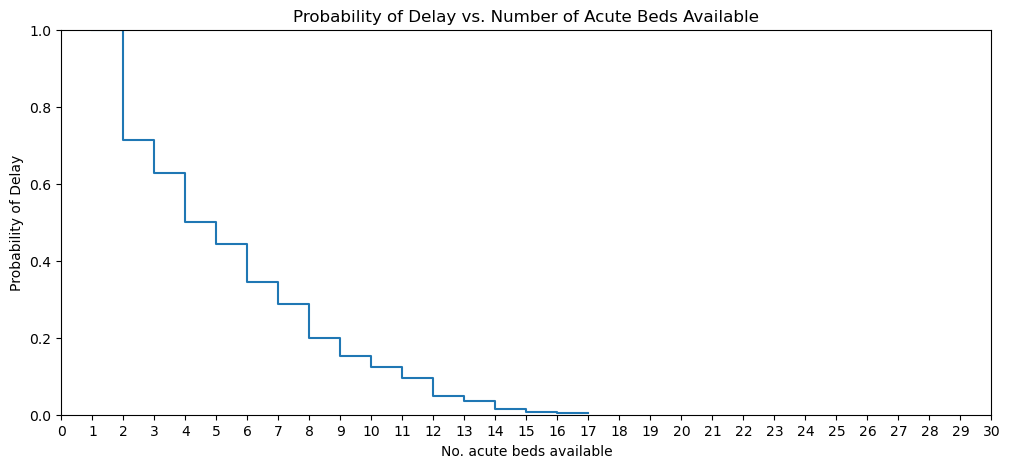 Probability of Delay vs. Number of Acute Beds Available
1.0
0.8
0.6
0.4
0.2
0.0
Probability of Delay
0 1 2 3 4 5 6 7 8 9 10 11 12 13 14 15 16 17 18 19 20 21 22 23 24 25 26 27 28 29 30
No. acute beds available